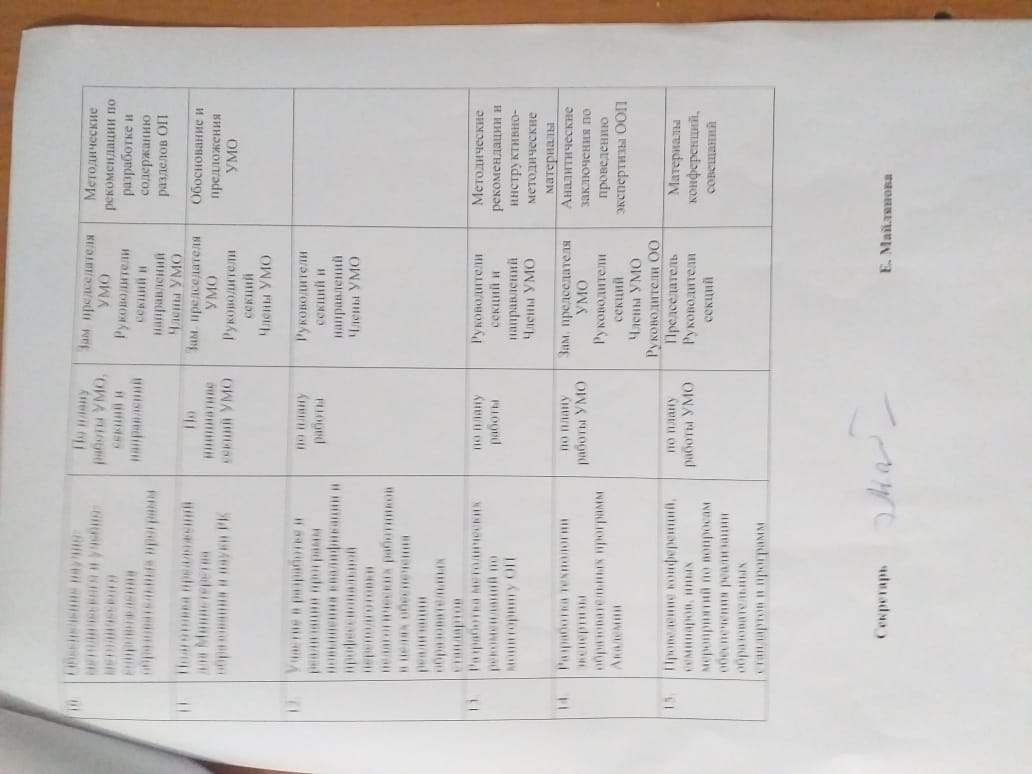 10.
Обеспечение научно-
методического и учебно-
методического
сопровождения
образовательных программ
По плану
работы УМО,
секций и
направлений
Зам. председателя
УМО
Руководители
секций и
направлений
Члены УМО
Методические
рекомендации по
разработке и
содержанию
разделов ОП
11.
Подготовка предложений
для Министерства
образования и науки РК
По
инициативе
секций УМО
Зам. председателя
УМО
Руководители
секций
Члены УМО
Обоснование и
предложения
УМО
12.
Участие в разработке и
реализации программ
повышения квалификации и
профессиональной
переподготовки
педагогических работников
в целях обеспечения
реализации
образовательных
стандартов
по плану
работы
Руководители
секций и
направлений
Члены УМО
13.
Разработка методических
рекомендаций по
мониторингу ОП
по плану
работы
Руководители
секций и
направлений
Члены УМО
Методические
рекомендации и
инструктивно-
методические
материалы
14.
Разработка технологии
экспертизы
образовательных программ
Академии
по плану
работы УМО
Зам. председателя
УМО
Руководители
секций
Члены УМО
Руководители ОО
Аналитические
заключения по
проведению
экспертизы ООП
15.
Проведение конференций,
семинаров, иных
мероприятий по вопросам
обеспечения реализации
образовательных
стандартов и программ
по плану
работы УМО
Председатель
Руководители
секций
Материалы
конференций,
совещаний
Секретарь
Е. Майлянова